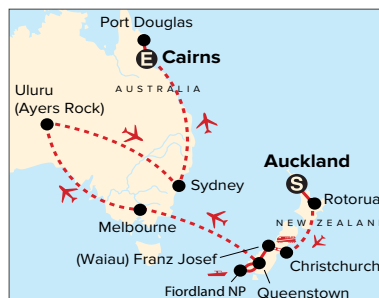 Port Douglas
E Cairns
AUSTRALIA
Uluru
(Ayers Rock)
Auckland
S
Sydney
Rotorua
Melbourne
NEW ZEALAN
(Waiau) Franz Josef
Christchurch
Fiordland NP
Queenstown